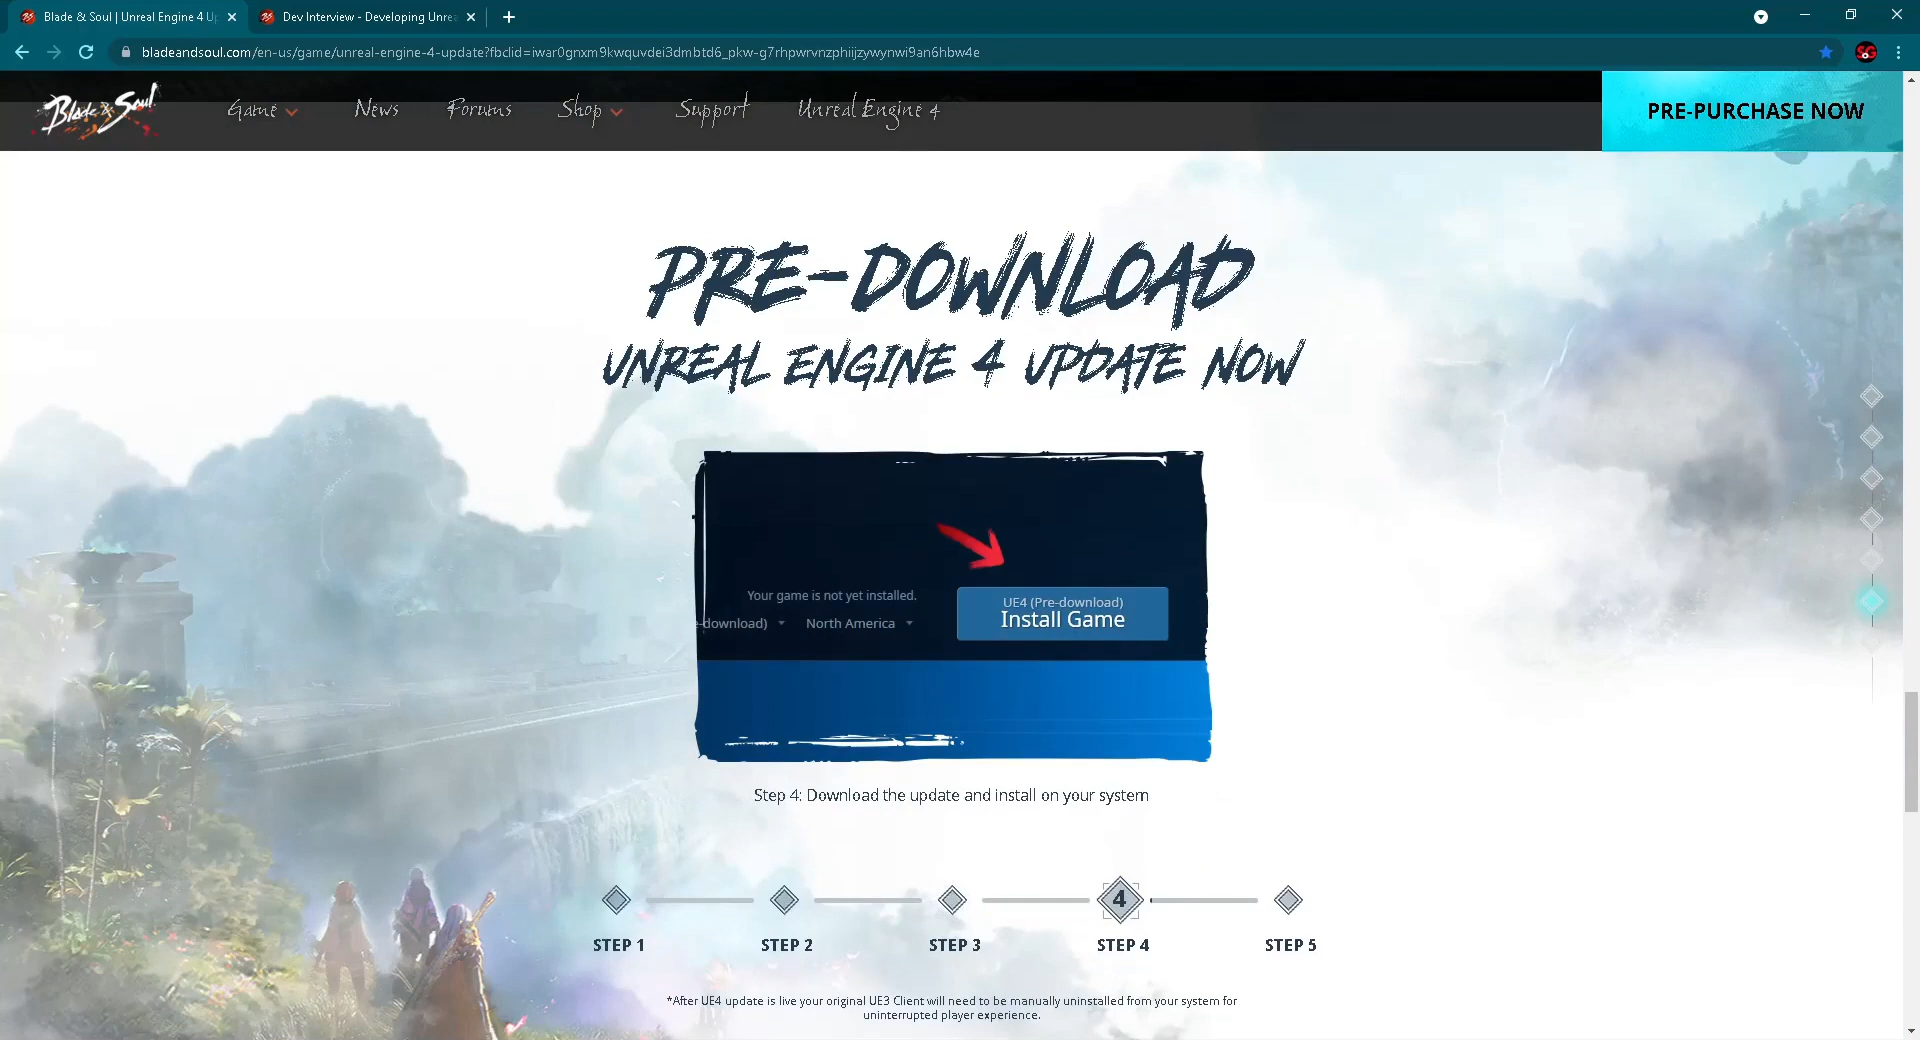 Blade & Soul | Unreal Engine 4 Up
Dev Interview - Developing Unrea
bladeandsoul.com/en-us/game/unreal-engine-4-update?fbclid=iwar0gnxm9kwquvdei3dmbtd6_pkw-g7rhpwrvnzphiijzywynwi9an6hbw4e
SG
Blade & Soul
Game
News
Forums
Shop
Support
Unreal Engine 4
PRE-PURCHASE NOW
PRE-DOWNLOAD
UNREAL ENGINE 4 UPDATE NOW
Your game is not yet installed.
e-download)
North America
UE4 (Pre-download)
Install Game
Step 4: Download the update and install on your system
4
STEP 1
STEP 2
STEP 3
STEP 4
STEP 5
*After UE4 update is live your original UE3 Client will need to be manually uninstalled from your system for
uninterrupted player experience.